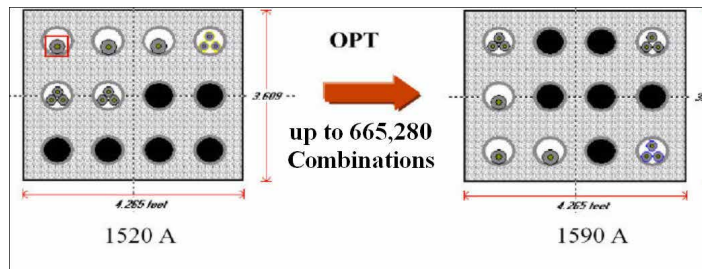 OPT
3.609
up to 665,280
Combinations
4.265 feet
4.265 feet
1520 A
1590 A